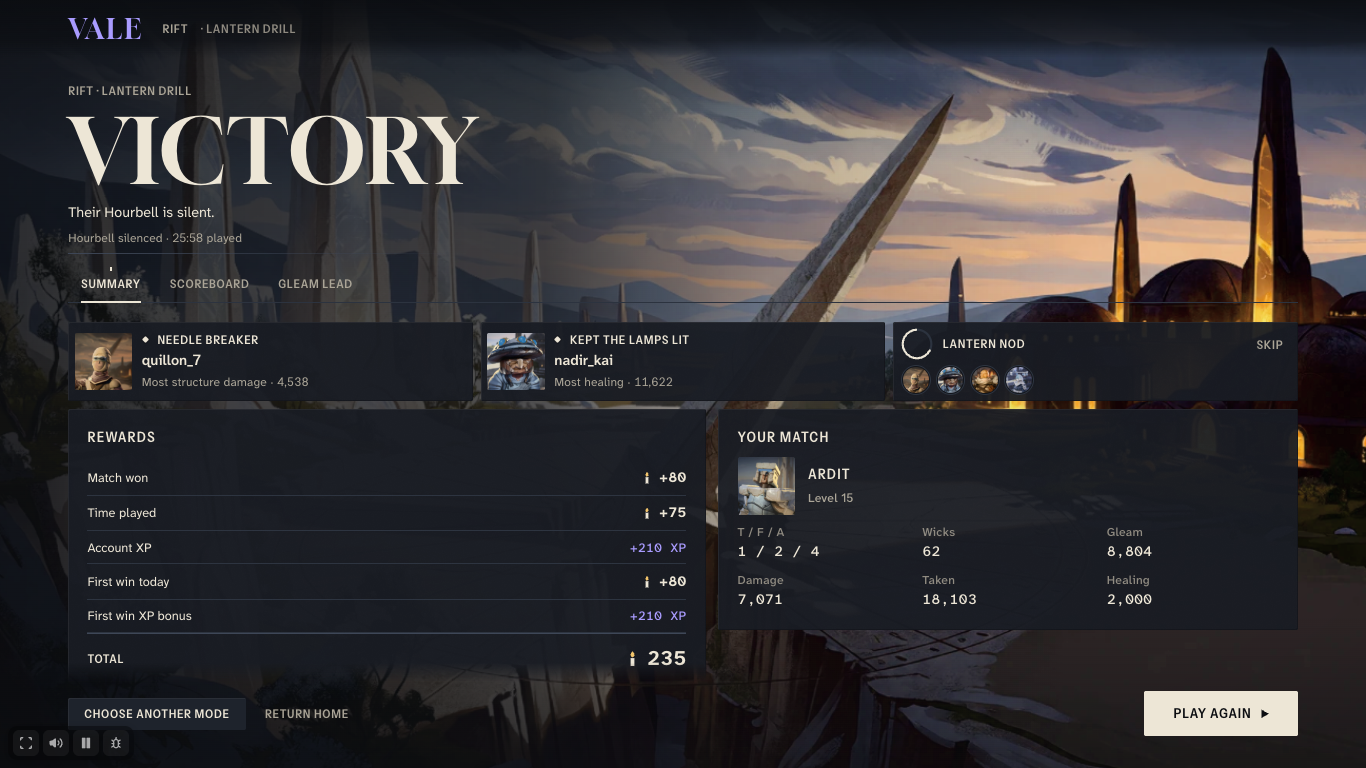 VALE RIFT · LANTERN DRILL
RIFT · LANTERN DRILL
VICTORY
Their Hourbell is silent.
Hourbell silenced · 25:58 played
SUMMARY SCOREBOARD GLEAM LEAD
NEEDLE BREAKER
quillon_7
Most structure damage · 4,538
KEPT THE LAMPS LIT
nadir_kai
Most healing · 11,622
LANTERN NOD
SKIP
REWARDS
Match won +80
Time played +75
Account XP +210 XP
First win today +80
First win XP bonus +210 XP
TOTAL 235
YOUR MATCH
ARDIT
Level 15
T / F / A Wicks Gleam
1 / 2 / 4 62 8,804
Damage Taken Healing
7,071 18,103 2,000
CHOOSE ANOTHER MODE RETURN HOME
PLAY AGAIN